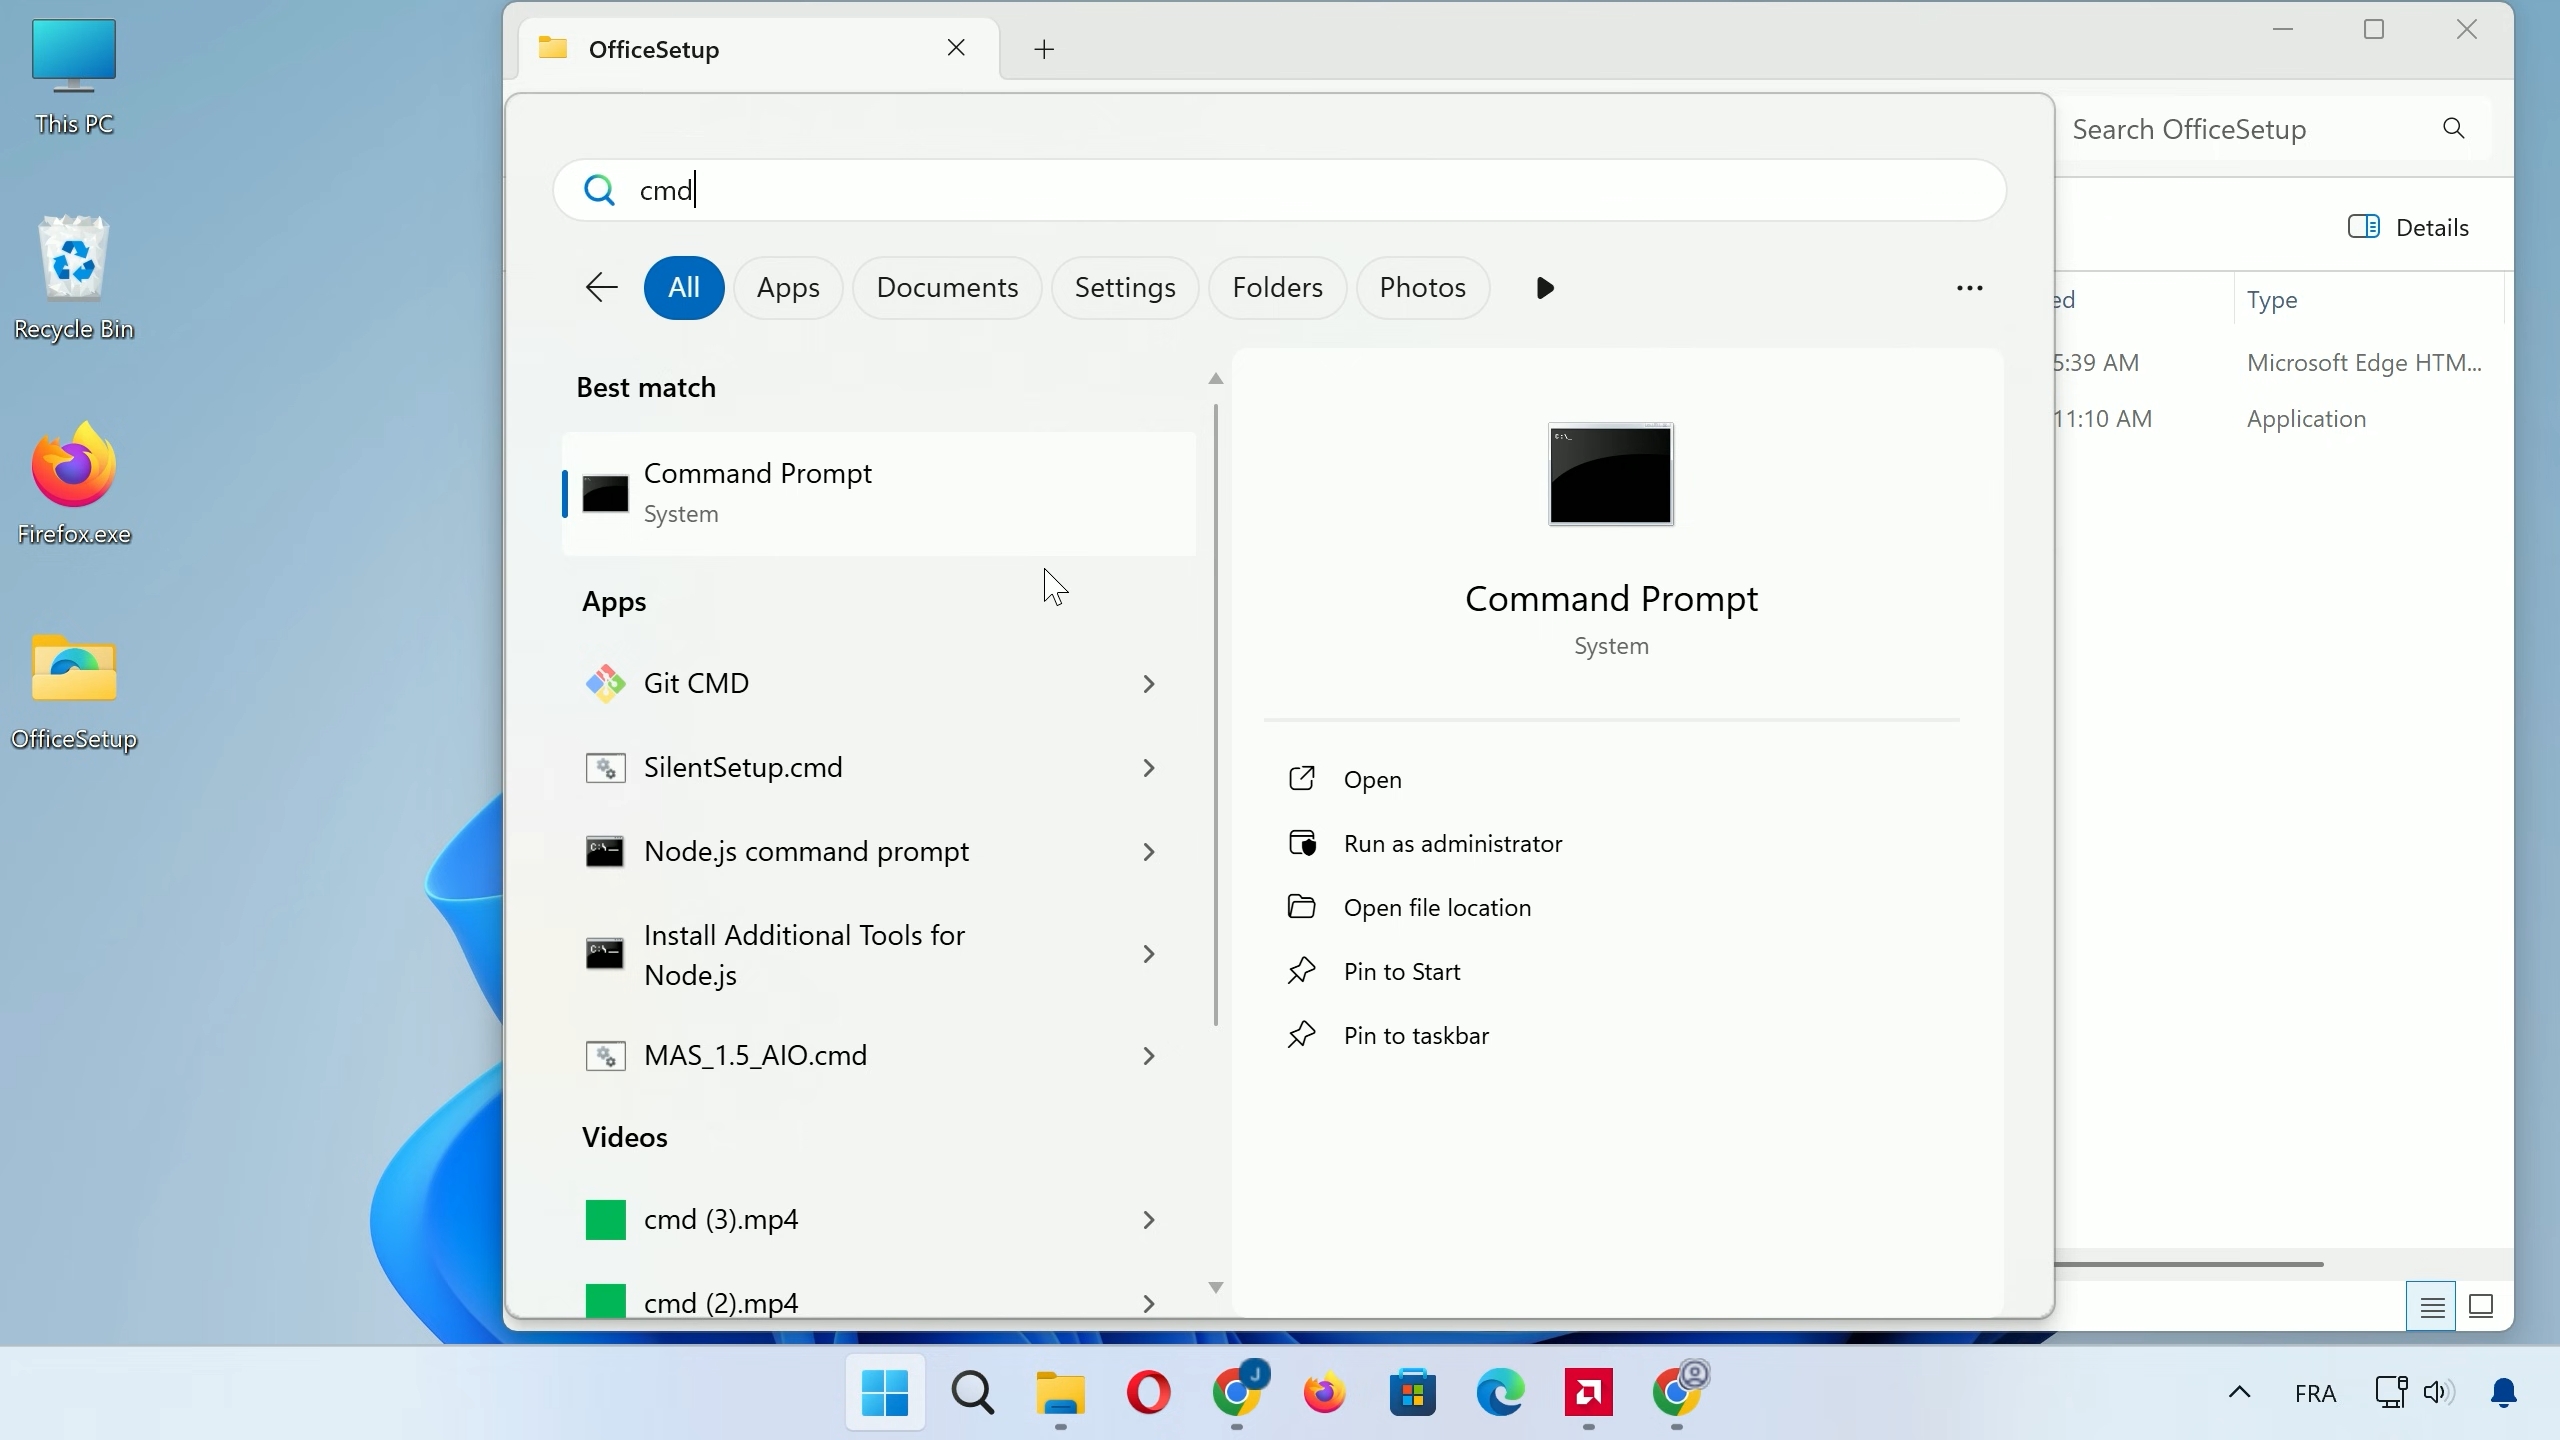 This PC
Recycle Bin
Firefox.exe
OfficeSetup
OfficeSetup
Search OfficeSetup
Details
ed
Type
5:39 AM
Microsoft Edge HTM...
11:10 AM
Application
cmd
All
Apps
Documents
Settings
Folders
Photos
Best match
Command Prompt
System
Apps
Git CMD
SilentSetup.cmd
Node.js command prompt
Install Additional Tools for
Node.js
MAS_1.5_AIO.cmd
Videos
cmd (3).mp4
cmd (2).mp4
Command Prompt
System
Open
Run as administrator
Open file location
Pin to Start
Pin to taskbar
J
FRA